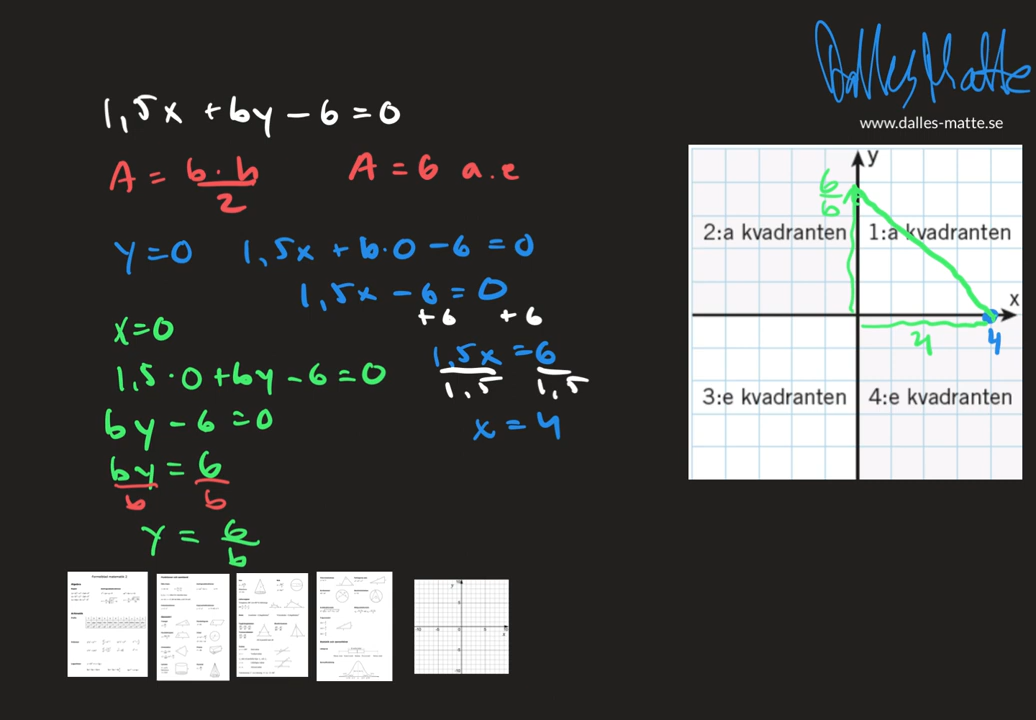 Dalles Matte
www.dalles-matte.se
1,5x + by - 6 = 0
A = b·h/2 A = 6 a.e
y=0 1,5x + b·0 - 6 = 0
1,5x - 6 = 0
+6 +6
1,5x = 6
1,5 1,5
x = 4
x=0
1,5·0 + by - 6 = 0
by - 6 = 0
by = 6
b b
y = 6/b
y
6/b
2:a kvadranten 1:a kvadranten
x
4 4
3:e kvadranten 4:e kvadranten